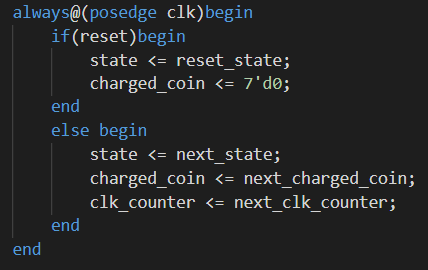 always@(posedge clk)begin
    if(reset)begin
        state <= reset_state;
        charged_coin <= 7'd0;
    end
    else begin
        state <= next_state;
        charged_coin <= next_charged_coin;
        clk_counter <= next_clk_counter;
    end
end